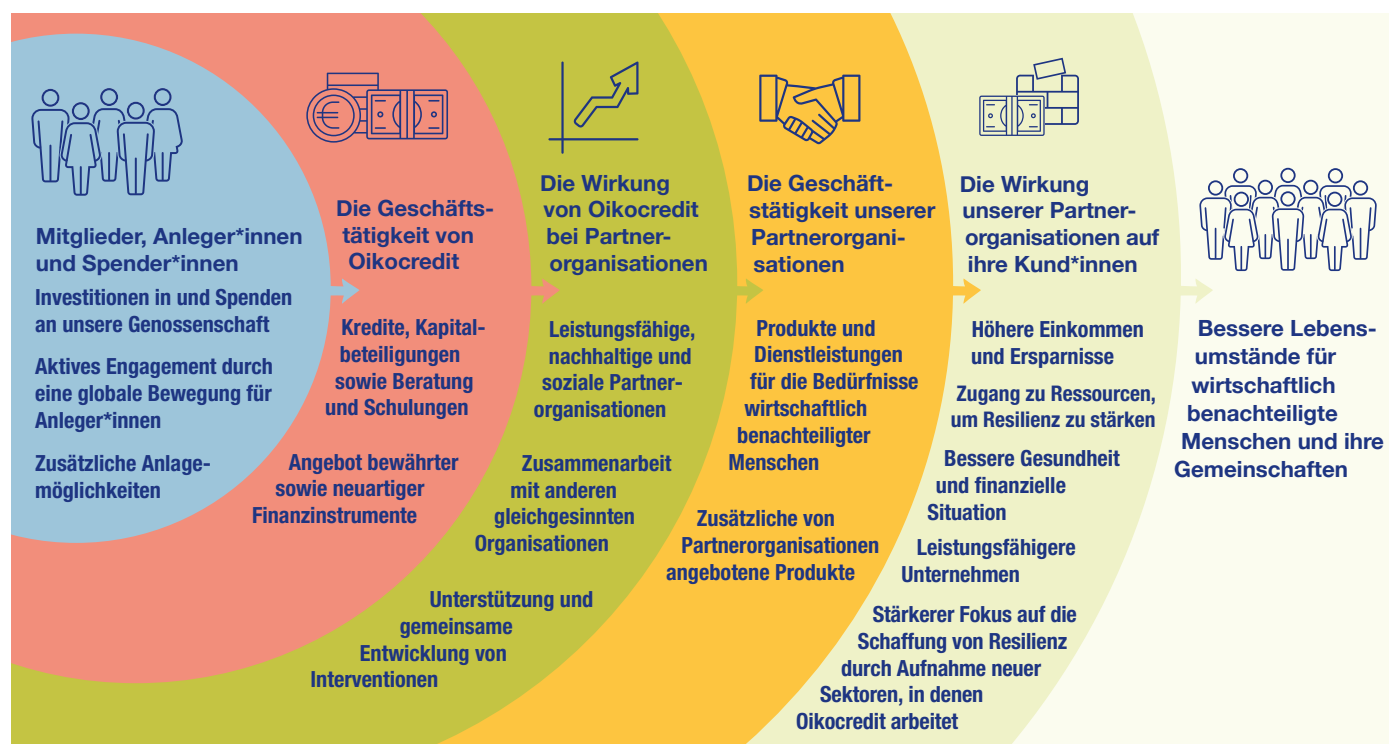 Mitglieder, Anleger*innen
und Spender*innen
Investitionen in und Spenden
an unsere Genossenschaft
Aktives Engagement durch
eine globale Bewegung für
Anleger*innen
Zusätzliche Anlage-
möglichkeiten
Die Geschäfts-
tätigkeit von
Oikocredit
Kredite, Kapital-
beteiligungen
sowie Beratung
und Schulungen
Angebot bewährter
sowie neuartiger
Finanzinstrumente
Die Wirkung
von Oikocredit
bei Partner-
organisationen
Leistungsfähige,
nachhaltige und
soziale Partner-
organisationen
Zusammenarbeit
mit anderen
gleichgesinnten
Organisationen
Unterstützung und
gemeinsame
Entwicklung von
Interventionen
Die Geschäft-
stätigkeit unserer
Partnerorgani-
sationen
Produkte und
Dienstleistungen
für die Bedürfnisse
wirtschaftlich
benachteiligter
Menschen
Zusätzliche von
Partnerorganisationen
angebotene Produkte
Die Wirkung
unserer Partner-
organisationen auf
ihre Kund*innen
Höhere Einkommen
und Ersparnisse
Zugang zu Ressourcen,
um Resilienz zu stärken
Bessere Gesundheit
und finanzielle
Situation
Leistungsfähigere
Unternehmen
Stärkerer Fokus auf die
Schaffung von Resilienz
durch Aufnahme neuer
Sektoren, in denen
Oikocredit arbeitet
Bessere Lebens-
umstände für
wirtschaftlich
benachteiligte
Menschen und ihre
Gemeinschaften